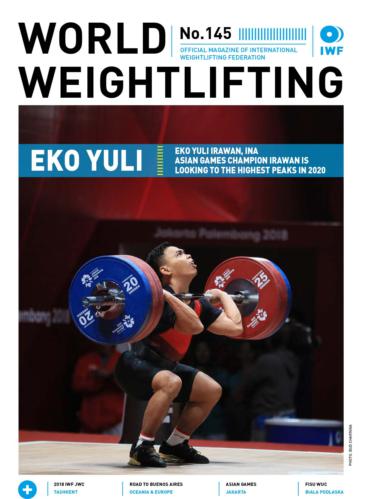 WORLD
No.145
OFFICIAL MAGAZINE OF INTERNATIONAL
WEIGHTLIFTING FEDERATION
IWF
WEIGHTLIFTING
EKO YULI
EKO YULI IRAWAN, INA
ASIAN GAMES CHAMPION IRAWAN IS
LOOKING TO THE HIGHEST PEAKS IN 2020
Jakarta Palembang 2018
mbang 2018
20
20
25
25
2018 IWF JWC
TASHKENT
ROAD TO BUENOS AIRES
OCEANIA & EUROPE
ASIAN GAMES
JAKARTA
FISU WUC
BIALA PODLASKA